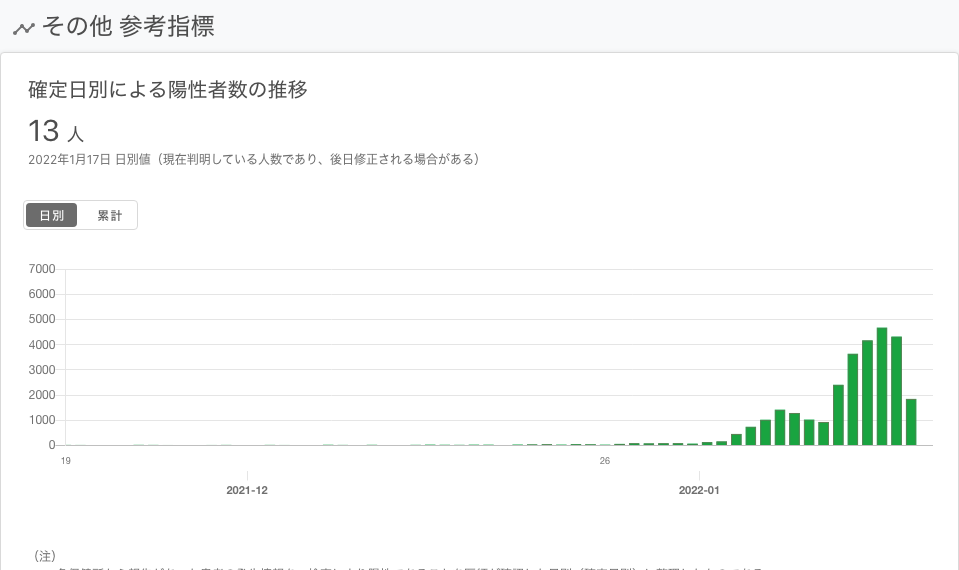 その他 参考指標
確定日別による陽性者数の推移
13 人
2022年1月17日 日別値（現在判明している人数であり、後日修正される場合がある）
日別 累計
7000
6000
5000
4000
3000
2000
1000
0
19 26
2021-12 2022-01
（注）